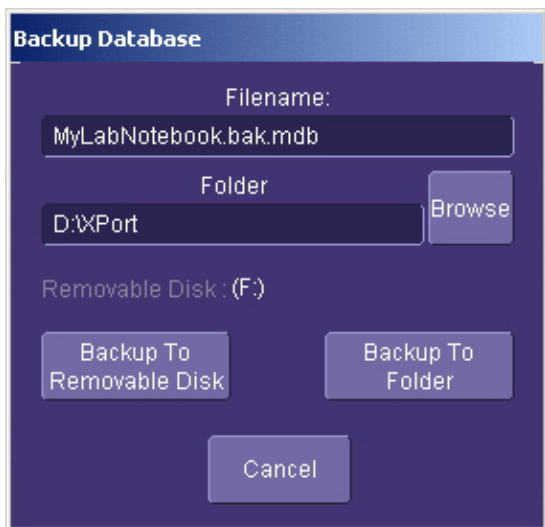 Backup Database
Filename:
MyLabNotebook.bak.mdb
Folder
D:\XPort
Browse
Removable Disk : (F:)
Backup To
Removable Disk
Backup To
Folder
Cancel